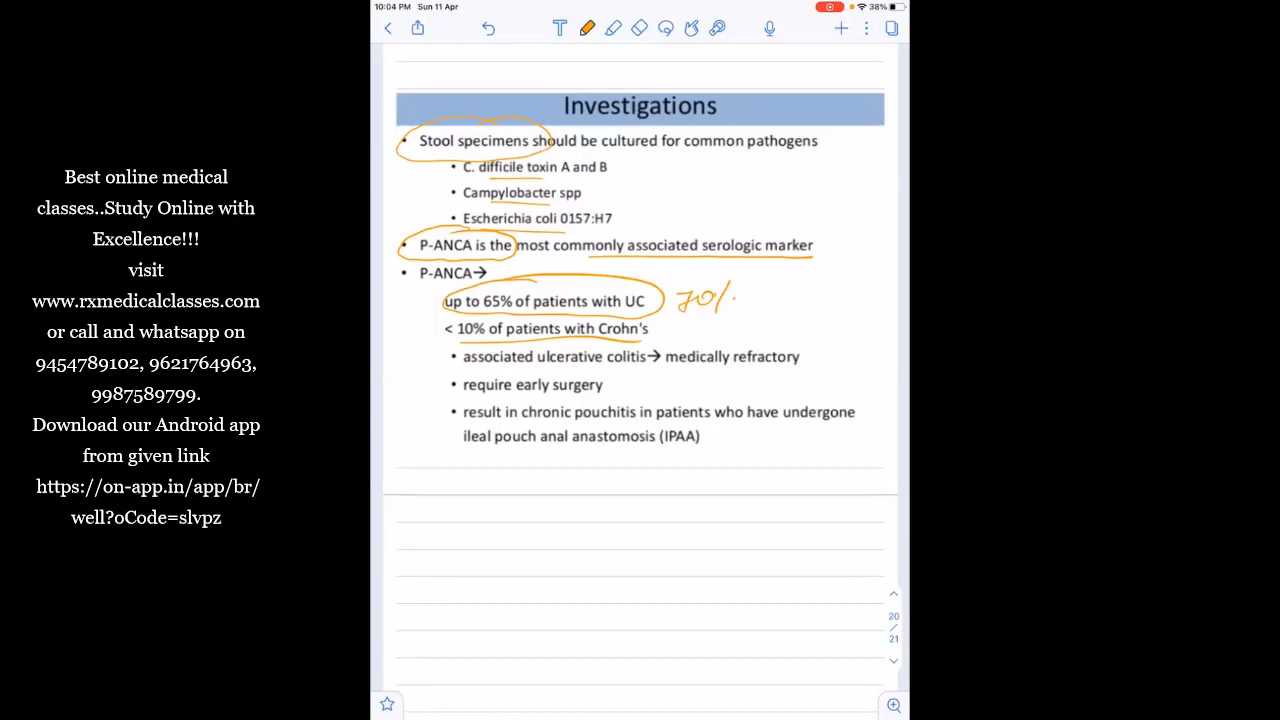 10:04 PM Sun 11 Apr
38%
Best online medical
classes..Study Online with
Excellence!!!
visit
www.rxmedicalclasses.com
or call and whatsapp on
9454789102, 9621764963,
9987589799.
Download our Android app
from given link
https://on-app.in/app/br/
well?oCode=slvpz
Investigations
• Stool specimens should be cultured for common pathogens
• C. difficile toxin A and B
• Campylobacter spp
• Escherichia coli 0157:H7
• P-ANCA is the most commonly associated serologic marker
• P-ANCA→
up to 65% of patients with UC 70%
< 10% of patients with Crohn's
• associated ulcerative colitis→ medically refractory
• require early surgery
• result in chronic pouchitis in patients who have undergone
ileal pouch anal anastomosis (IPAA)
20
/
21